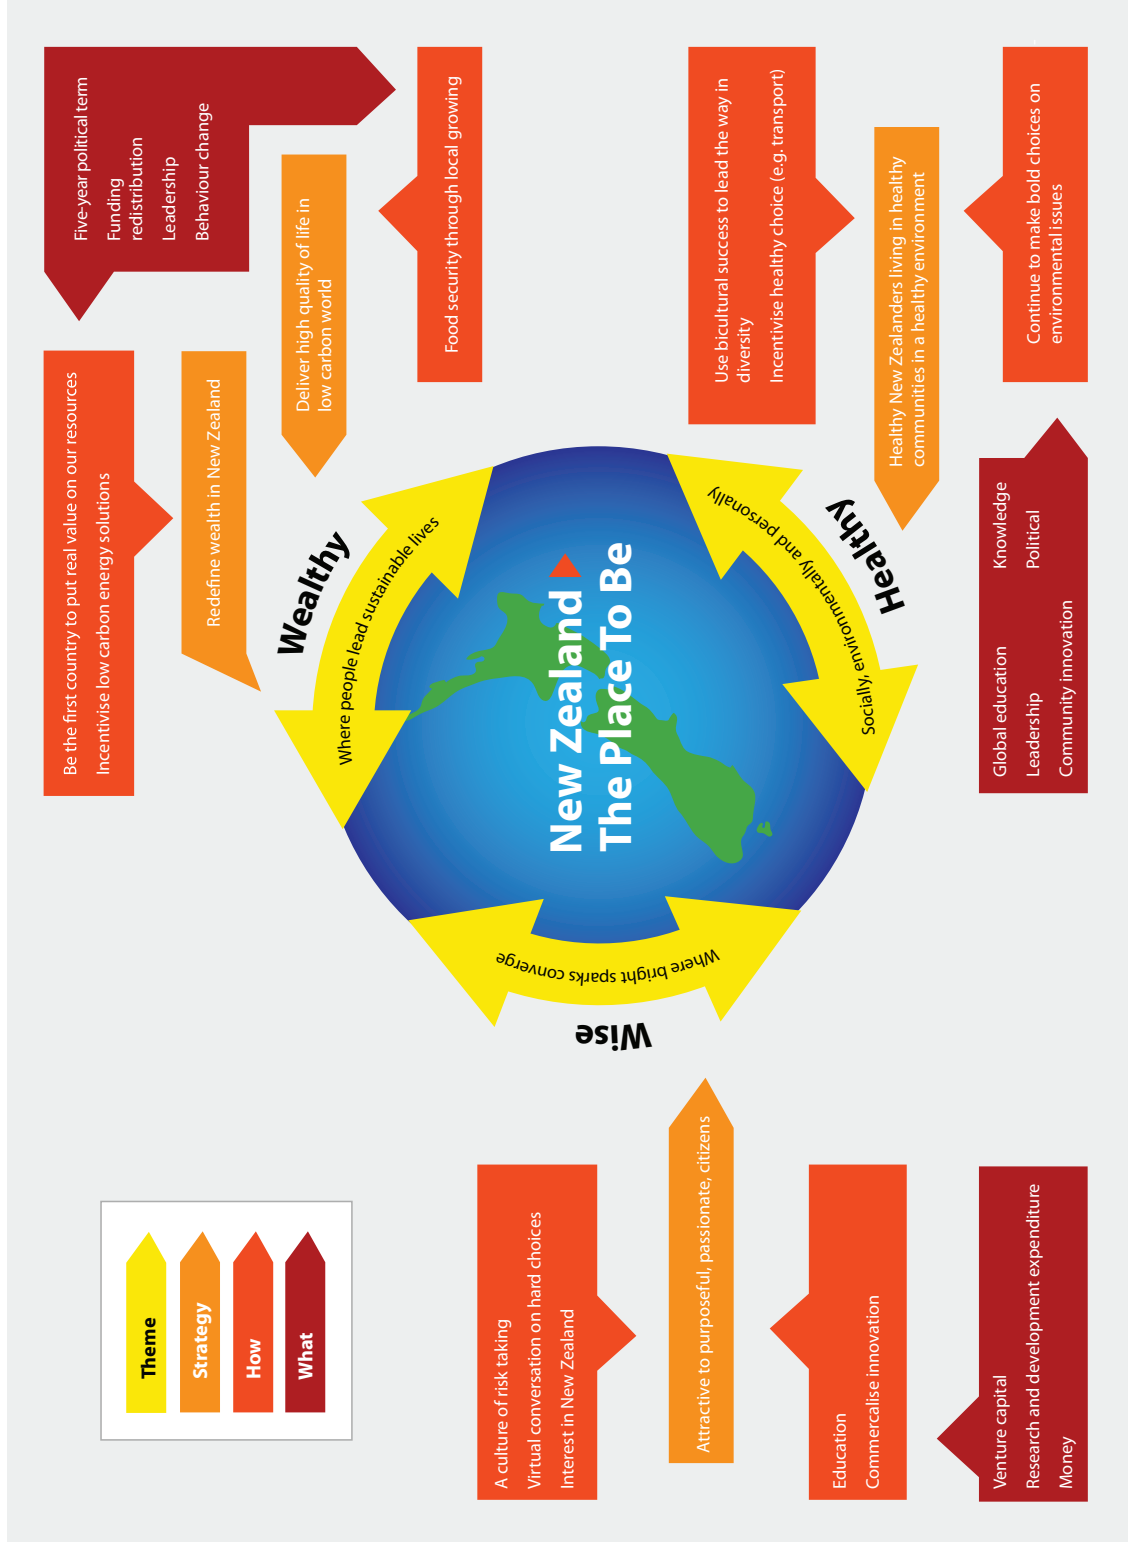 Theme
Strategy
How
What
Be the first country to put real value on our resources
Incentivise low carbon energy solutions
Five-year political term
Funding
redistribution
Leadership
Behaviour change
Redefine wealth in New Zealand
Deliver high quality of life in
low carbon world
Food security through local growing
Wealthy
Where people lead sustainable lives
New Zealand
The Place To Be
Wise
Where bright sparks converge
Healthy
Socially, environmentally and personally
A culture of risk taking
Virtual conversation on hard choices
Interest in New Zealand
Attractive to purposeful, passionate, citizens
Education
Commercalise innovation
Venture capital
Research and development expenditure
Money
Use bicultural success to lead the way in
diversity
Incentivise healthy choice (e.g. transport)
Healthy New Zealanders living in healthy
communities in a healthy environment
Continue to make bold choices on
environmental issues
Global education Knowledge
Leadership Political
Community innovation